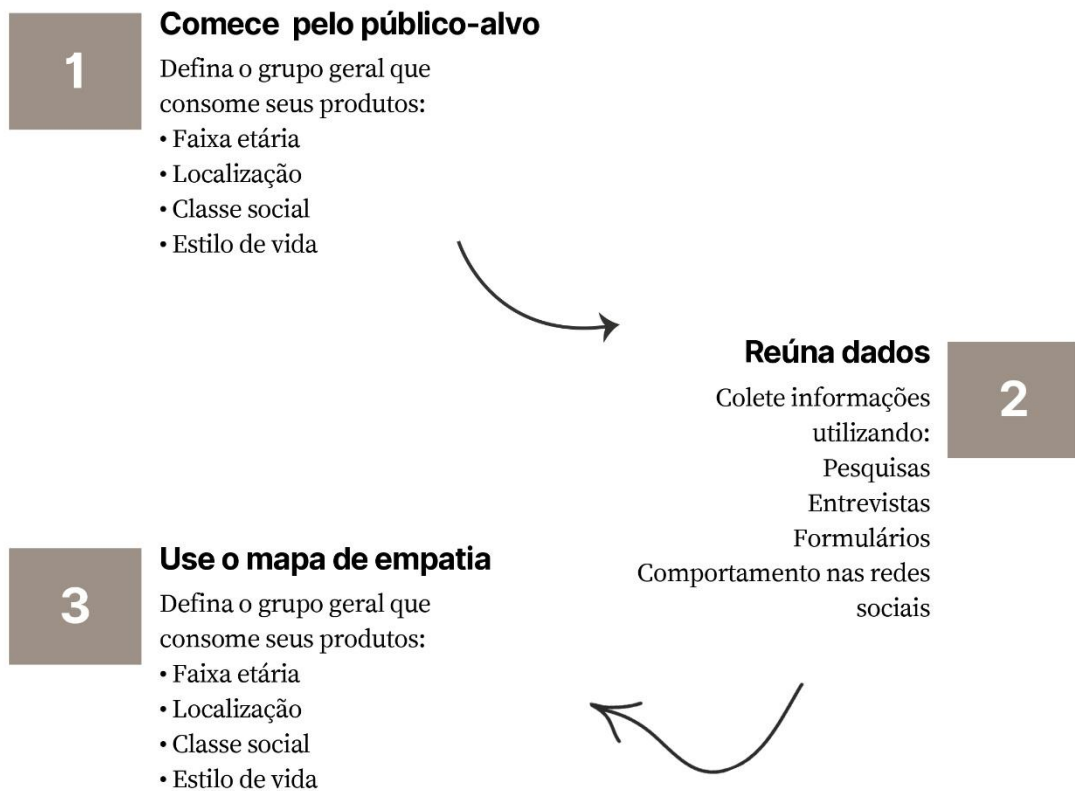 1
Comece  pelo público-alvo
Defina o grupo geral que
consome seus produtos:
• Faixa etária
• Localização
• Classe social
• Estilo de vida
2
Reúna dados
Colete informações
utilizando:
Pesquisas
Entrevistas
Formulários
Comportamento nas redes
sociais
3
Use o mapa de empatia
Defina o grupo geral que
consome seus produtos:
• Faixa etária
• Localização
• Classe social
• Estilo de vida